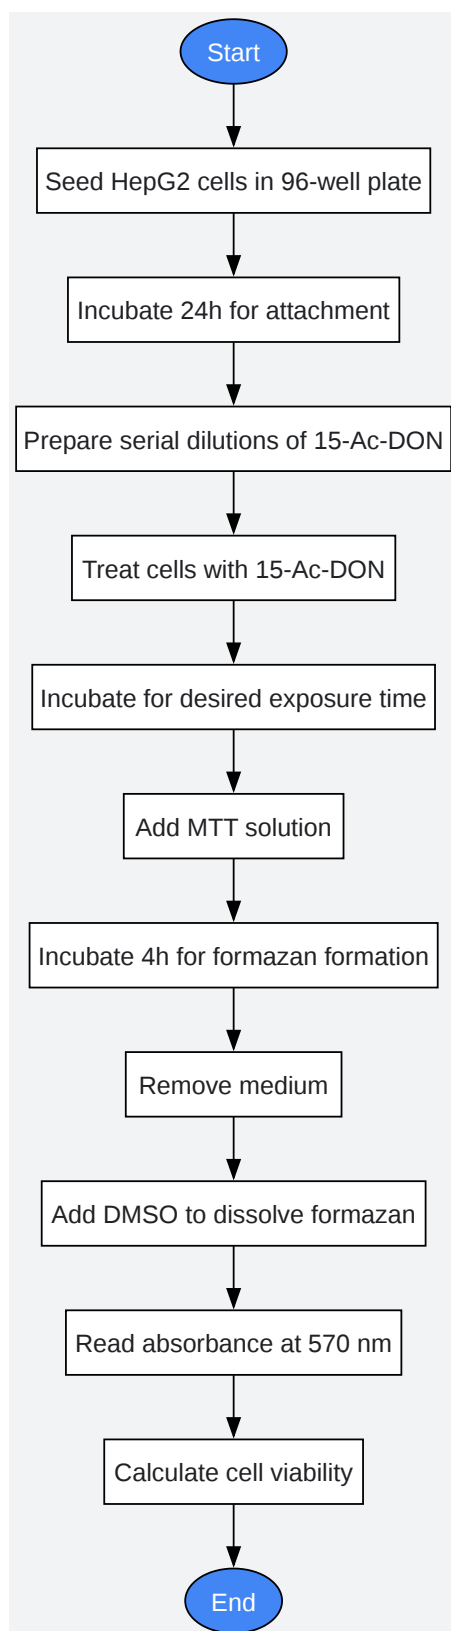 Start
Seed HepG2 cells in 96-well plate
Incubate 24h for attachment
Prepare serial dilutions of 15-Ac-DON
Treat cells with 15-Ac-DON
Incubate for desired exposure time
Add MTT solution
Incubate 4h for formazan formation
Remove medium
Add DMSO to dissolve formazan
Read absorbance at 570 nm
Calculate cell viability
End